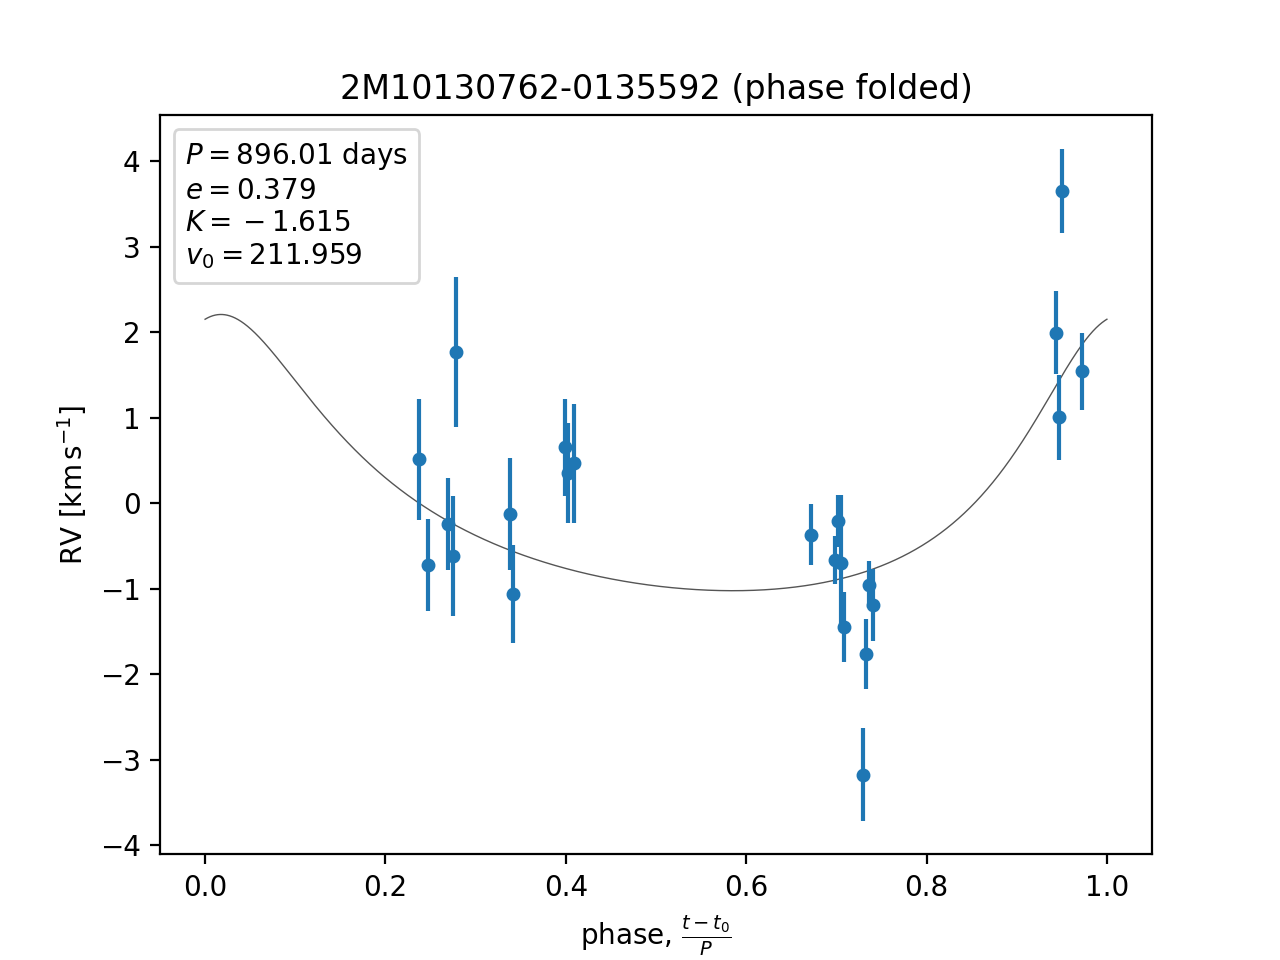 2M10130762-0135592 (phase folded)
P = 896.01 days
e = 0.379
K = −1.615
v₀ = 211.959
4
3
2
1
0
−1
−2
−3
−4
RV [km s⁻¹]
0.0 0.2 0.4 0.6 0.8 1.0
phase, (t − t₀)/P